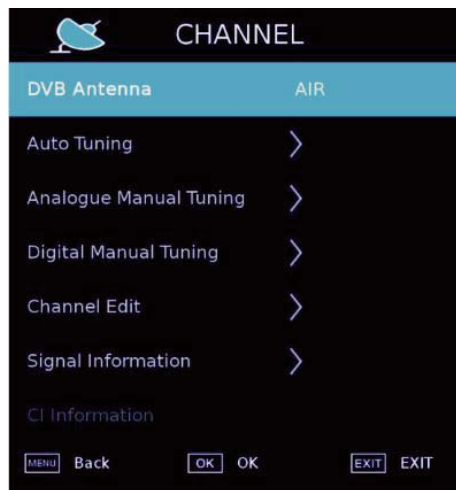 CHANNEL
DVB Antenna AIR
Auto Tuning
Analogue Manual Tuning
Digital Manual Tuning
Channel Edit
Signal Information
CI Information
MENU Back OK OK EXIT EXIT